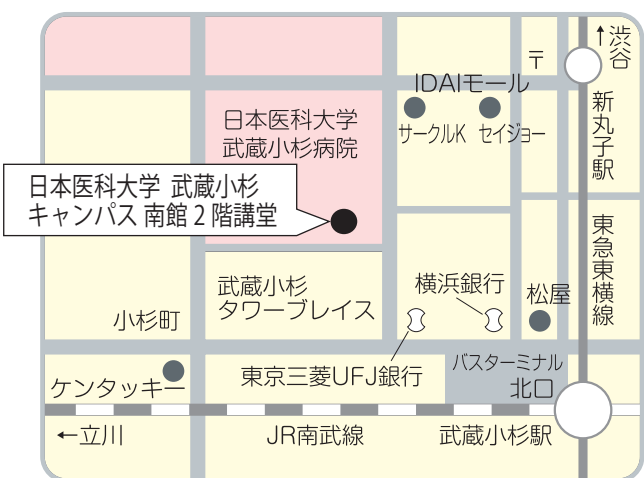 ↑渋谷
〒
IDAIモール
サークルK
セイジョー
新丸子駅
日本医科大学
武蔵小杉病院
日本医科大学 武蔵小杉
キャンパス 南館2階講堂
東急東横線
武蔵小杉
タワープレイス
横浜銀行
松屋
小杉町
バスターミナル
北口
東京三菱UFJ銀行
ケンタッキー
←立川
JR南武線
武蔵小杉駅